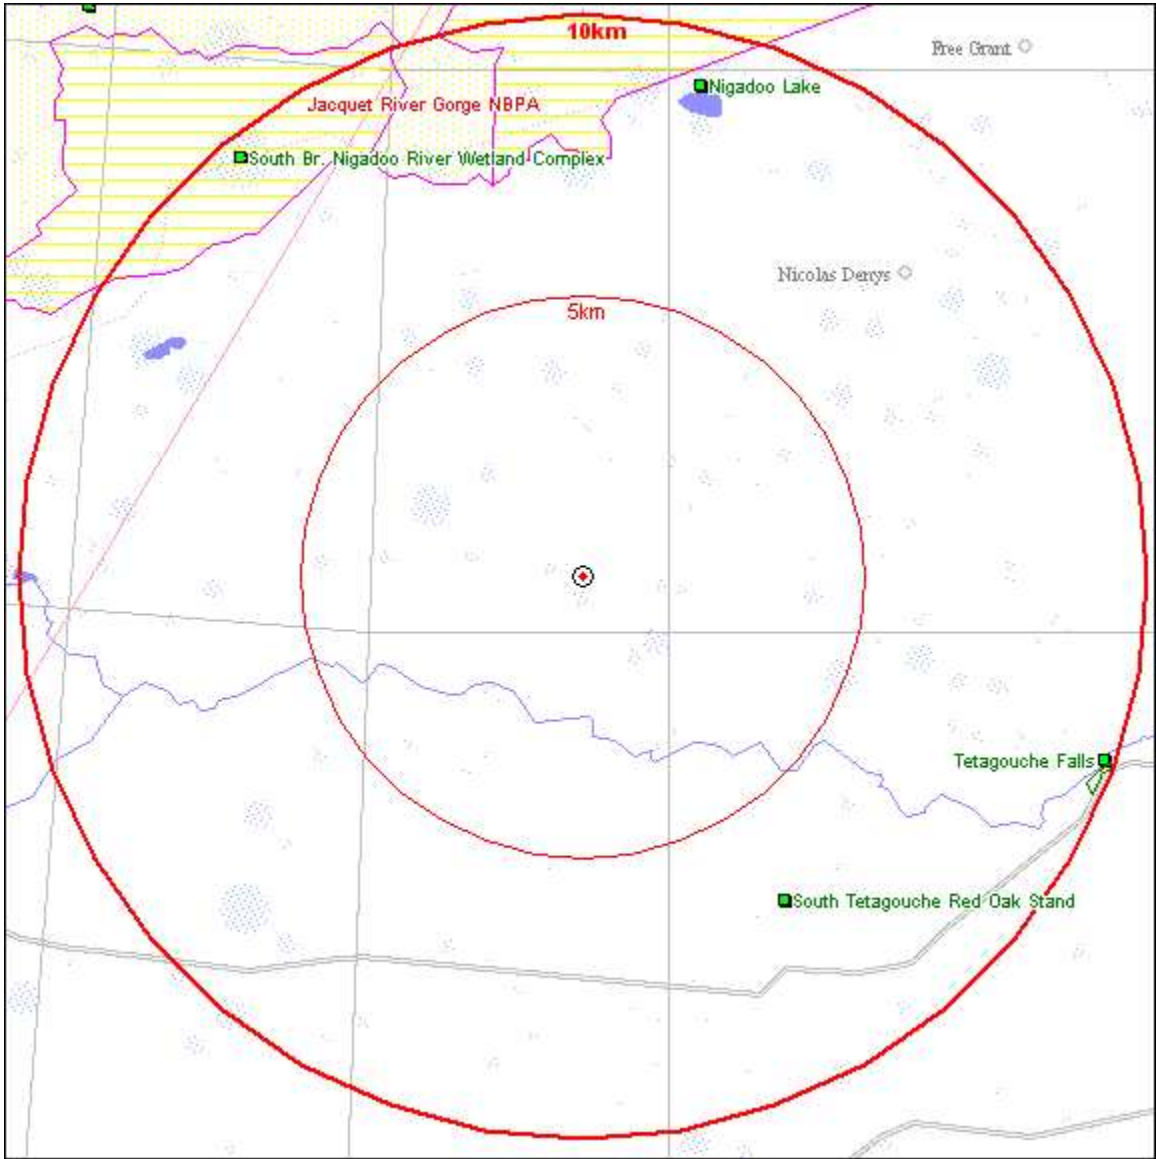 10km
Free Grant
Nigadoo Lake
Jacquet River Gorge NBPA
South Br. Nigadoo River Wetland Complex
Nicolas Denys
5km
Tetagouche Falls
South Tetagouche Red Oak Stand